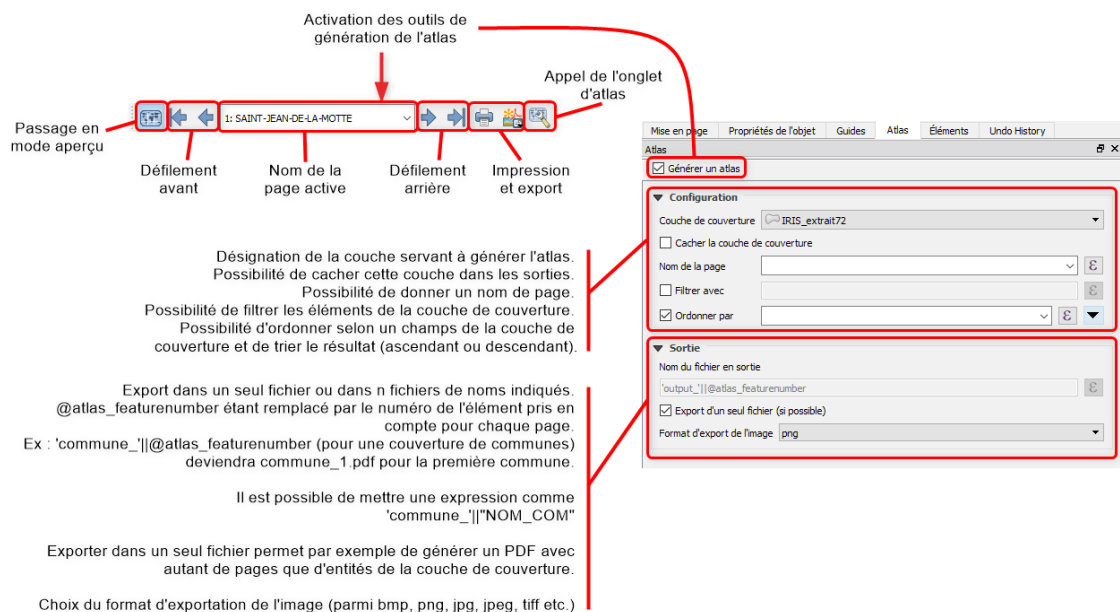 Activation des outils de
génération de l'atlas
Appel de l'onglet
d'atlas
1: SAINT-JEAN-DE-LA-MOTTE
Passage en
mode aperçu
Défilement
avant
Nom de la
page active
Défilement
arrière
Impression
et export
Mise en page
Propriétés de l'objet
Guides
Atlas
Éléments
Undo History
Atlas
Générer un atlas
Configuration
Couche de couverture
IRIS_extrait72
Cacher la couche de couverture
Nom de la page
ε
Filtrer avec
ε
Ordonner par
ε
Désignation de la couche servant à générer l'atlas.
Possibilité de cacher cette couche dans les sorties.
Possibilité de donner un nom de page.
Possibilité de filtrer les éléments de la couche de couverture.
Possibilité d'ordonner selon un champs de la couche de
couverture et de trier le résultat (ascendant ou descendant).
Sortie
Nom du fichier en sortie
'output_'||@atlas_featurenumber
ε
Export d'un seul fichier (si possible)
Format d'export de l'image
png
Export dans un seul fichier ou dans n fichiers de noms indiqués.
@atlas_featurenumber étant remplacé par le numéro de l'élément pris en
compte pour chaque page.
Ex : 'commune_'||@atlas_featurenumber (pour une couverture de communes)
deviendra commune_1.pdf pour la première commune.
Il est possible de mettre une expression comme
'commune_'||"NOM_COM"
Exporter dans un seul fichier permet par exemple de générer un PDF avec
autant de pages que d'entités de la couche de couverture.
Choix du format d'exportation de l'image (parmi bmp, png, jpg, jpeg, tiff etc.)